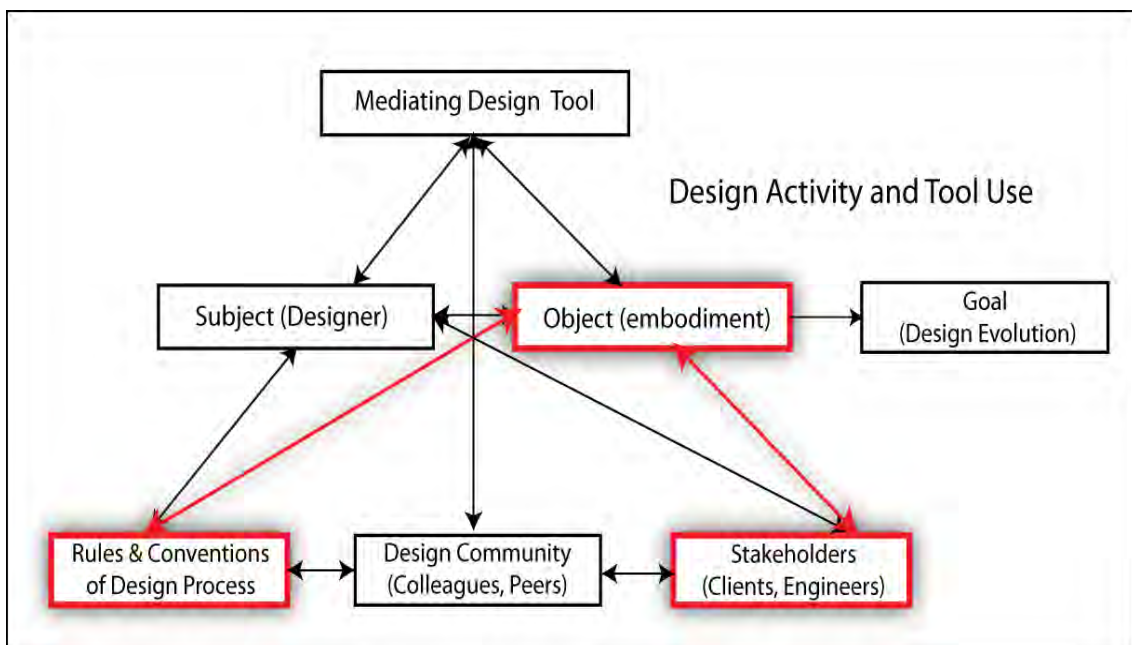 Mediating Design Tool
Design Activity and Tool Use
Subject (Designer)
Object (embodiment)
Goal
(Design Evolution)
Rules & Conventions
of Design Process
Design Community
(Colleagues, Peers)
Stakeholders
(Clients, Engineers)